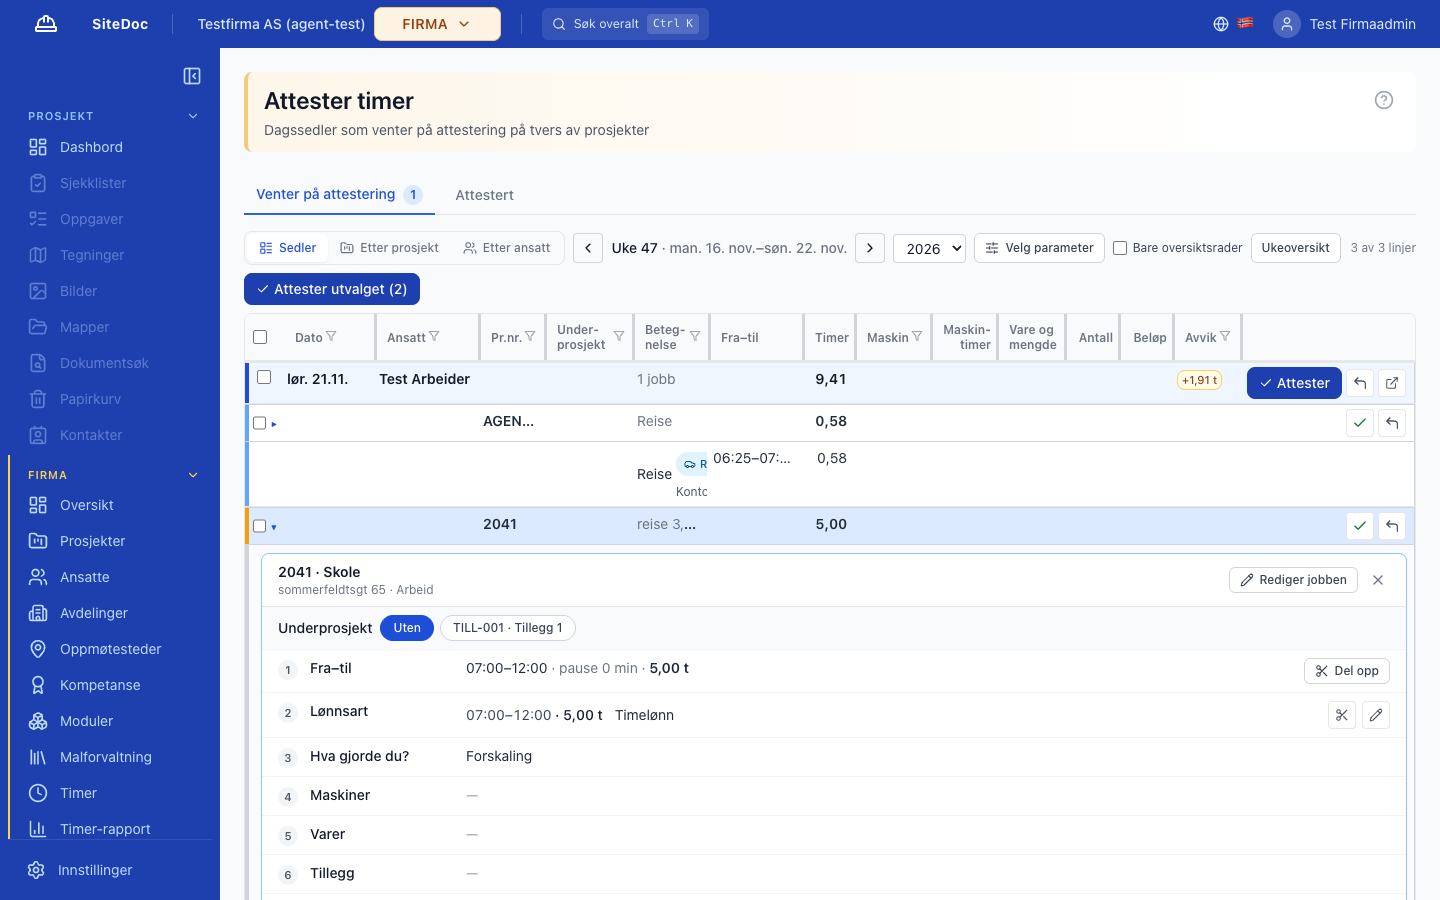 SiteDoc
Testfirma AS (agent-test)
FIRMA
Søk overalt
Ctrl K
Test Firmaadmin
PROSJEKT
Dashbord
Sjekklister
Oppgaver
Tegninger
Bilder
Mapper
Dokumentsøk
Papirkurv
Kontakter
FIRMA
Oversikt
Prosjekter
Ansatte
Avdelinger
Oppmøtesteder
Kompetanse
Moduler
Malforvaltning
Timer
Timer-rapport
Innstillinger
Attester timer
Dagssedler som venter på attestering på tvers av prosjekter
Venter på attestering 1
Attestert
Sedler
Etter prosjekt
Etter ansatt
Uke 47 · man. 16. nov.–søn. 22. nov.
2026
Velg parameter
Bare oversiktsrader
Ukeoversikt
3 av 3 linjer
Attester utvalget (2)
Dato
Ansatt
Pr.nr.
Under-
prosjekt
Beteg-
nelse
Fra–til
Timer
Maskin
Maskin-
timer
Vare og
mengde
Antall
Beløp
Avvik
lør. 21.11. Test Arbeider 1 jobb 9,41 +1,91 t Attester
AGEN... Reise 0,58
Reise R 06:25–07:... 0,58
Kontc
2041 reise 3,... 5,00
2041 · Skole
sommerfeldtsgt 65 · Arbeid
Rediger jobben
Underprosjekt Uten TILL-001 · Tillegg 1
1 Fra–til 07:00–12:00 · pause 0 min · 5,00 t Del opp
2 Lønnsart 07:00–12:00 · 5,00 t Timelønn
3 Hva gjorde du? Forskaling
4 Maskiner —
5 Varer —
6 Tillegg —